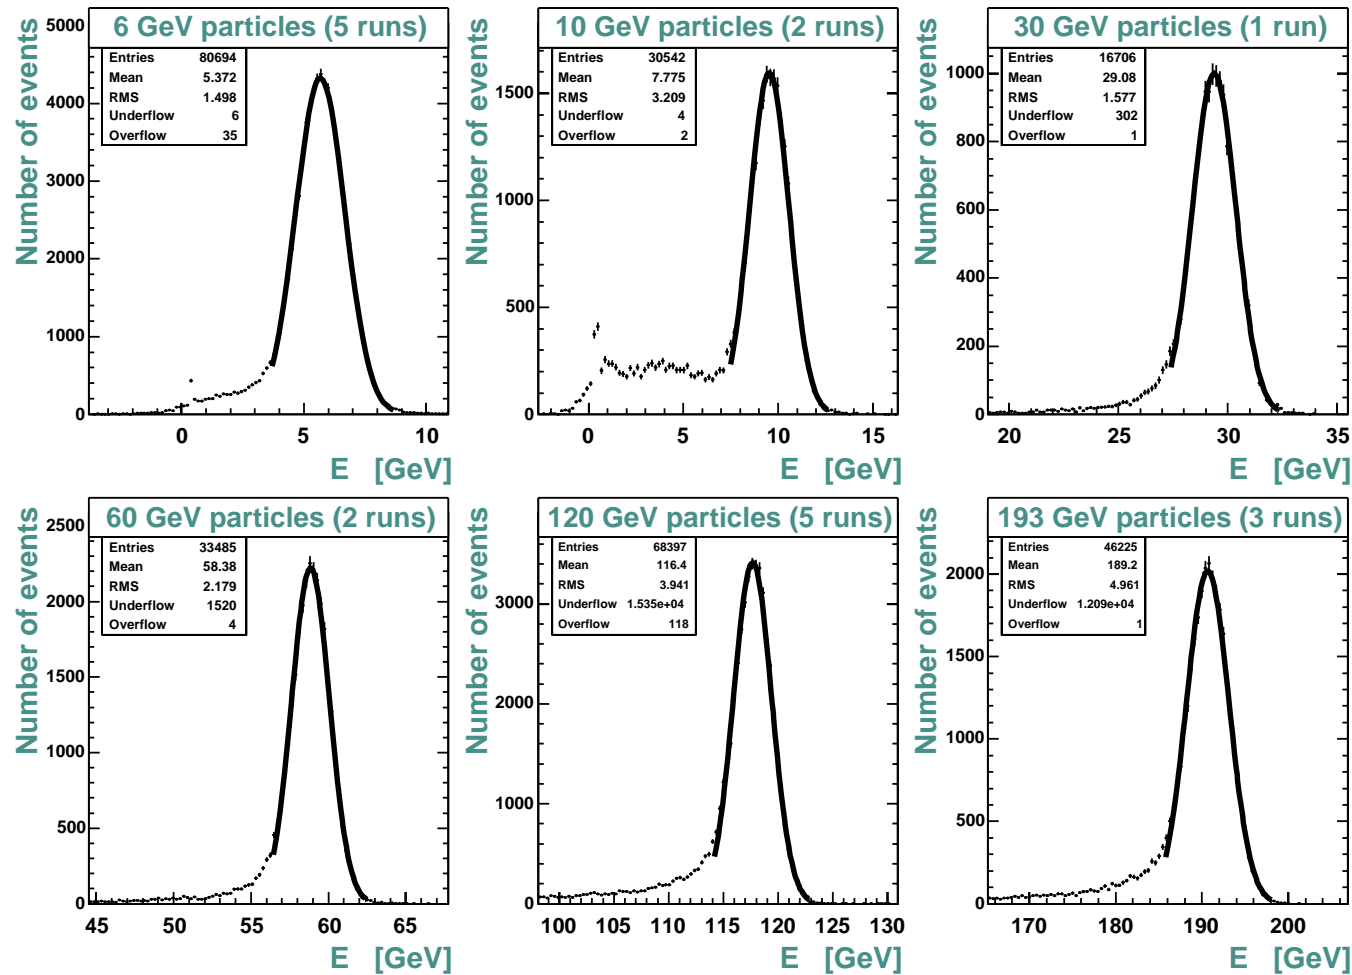 6 GeV particles (5 runs)
Entries 80694
Mean 5.372
RMS 1.498
Underflow 6
Overflow 35
Number of events
5000
4000
3000
2000
1000
0
0 5 10
E [GeV]
10 GeV particles (2 runs)
Entries 30542
Mean 7.775
RMS 3.209
Underflow 4
Overflow 2
Number of events
1500
1000
500
0
0 5 10 15
E [GeV]
30 GeV particles (1 run)
Entries 16706
Mean 29.08
RMS 1.577
Underflow 302
Overflow 1
Number of events
1000
800
600
400
200
0
20 25 30 35
E [GeV]
60 GeV particles (2 runs)
Entries 33485
Mean 58.38
RMS 2.179
Underflow 1520
Overflow 4
Number of events
2500
2000
1500
1000
500
0
45 50 55 60 65
E [GeV]
120 GeV particles (5 runs)
Entries 68397
Mean 116.4
RMS 3.941
Underflow 1.535e+04
Overflow 118
Number of events
3000
2000
1000
0
100 105 110 115 120 125 130
E [GeV]
193 GeV particles (3 runs)
Entries 46225
Mean 189.2
RMS 4.961
Underflow 1.209e+04
Overflow 1
Number of events
2000
1500
1000
500
0
170 180 190 200
E [GeV]